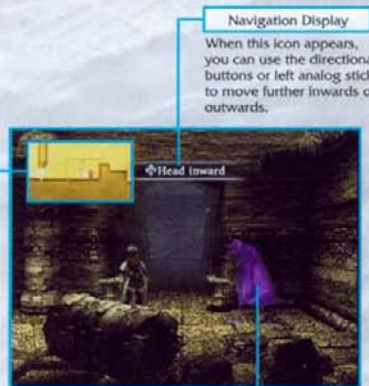 Navigation Display
When this icon appears,
you can use the directional
buttons or left analog stick
to move further inwards
outwards.
Head inward